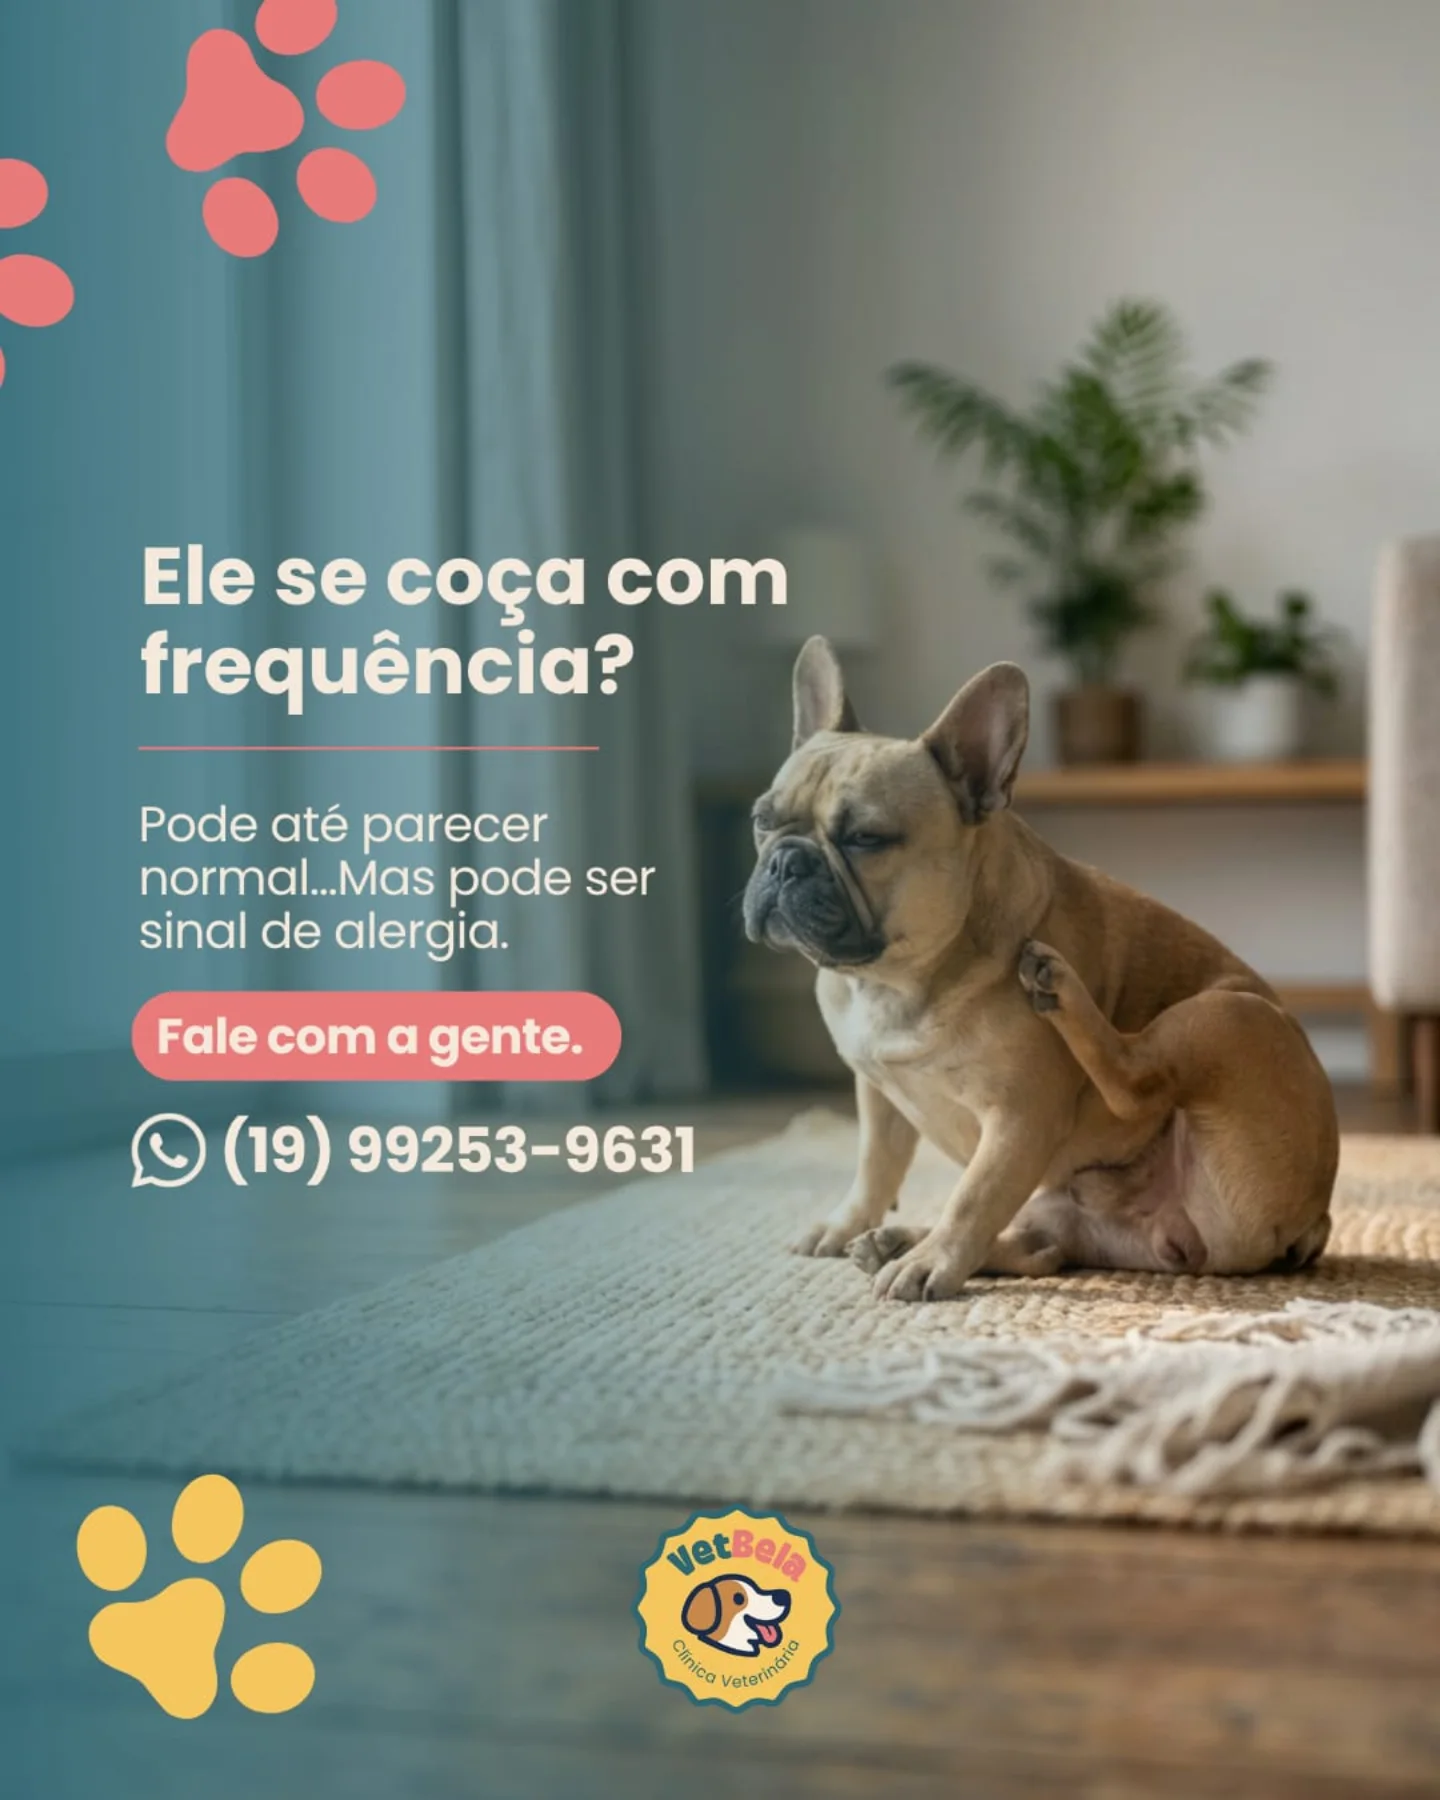 Ele se coça com
frequência?
Pode até parecer
normal...Mas pode ser
sinal de alergia.
Fale com a gente.
(19) 99253-9631
VetBela
Clínica Veterinária